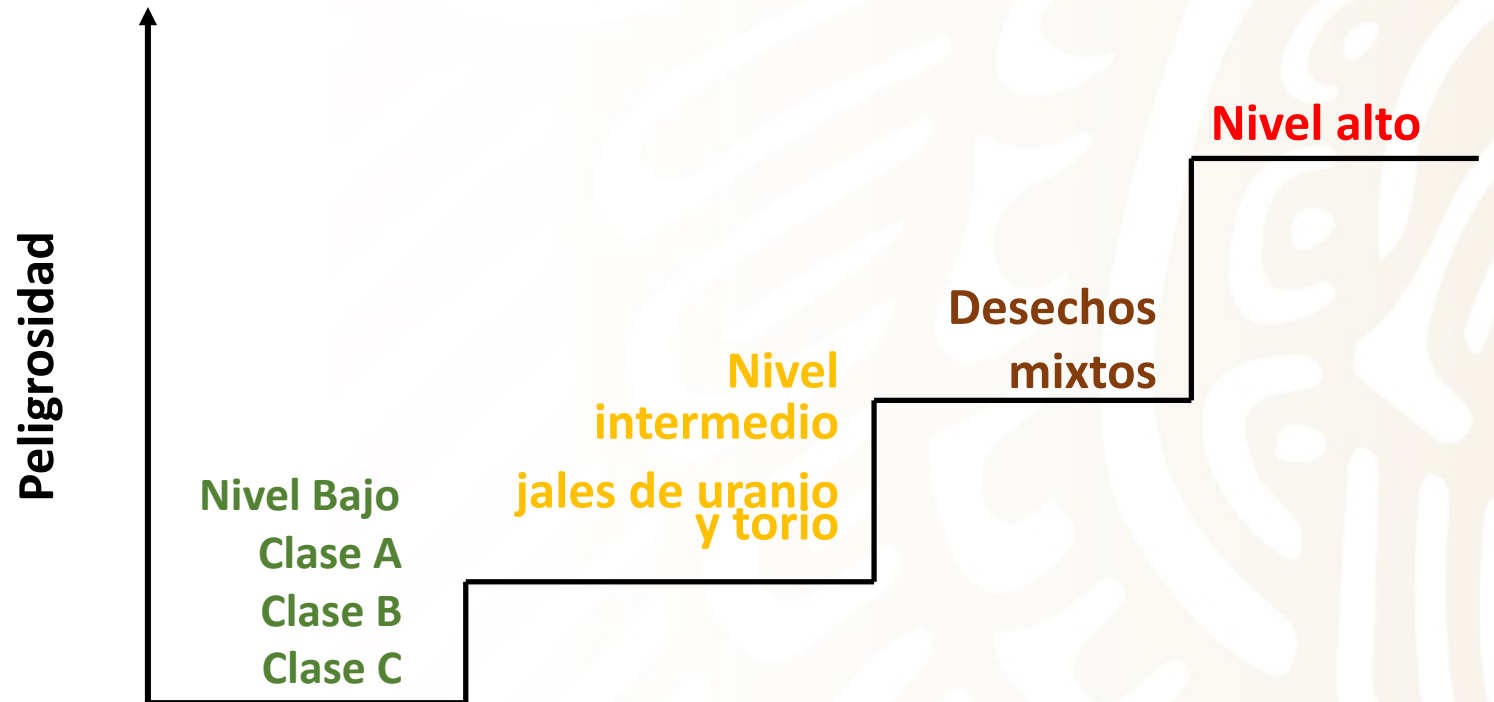 Peligrosidad
Nivel Bajo
Clase A
Clase B
Clase C
Nivel
intermedio
jales de uranio
y torio
Desechos
mixtos
Nivel alto